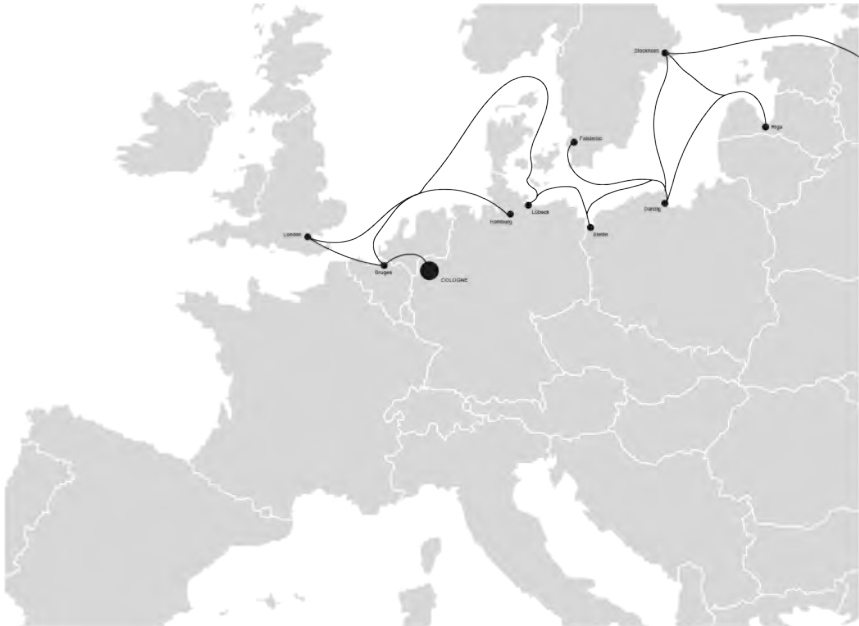 Stockholm
Riga
Falsterbo
Danzig
Lübeck
Hamburg
Stettin
London
Bruges
COLOGNE